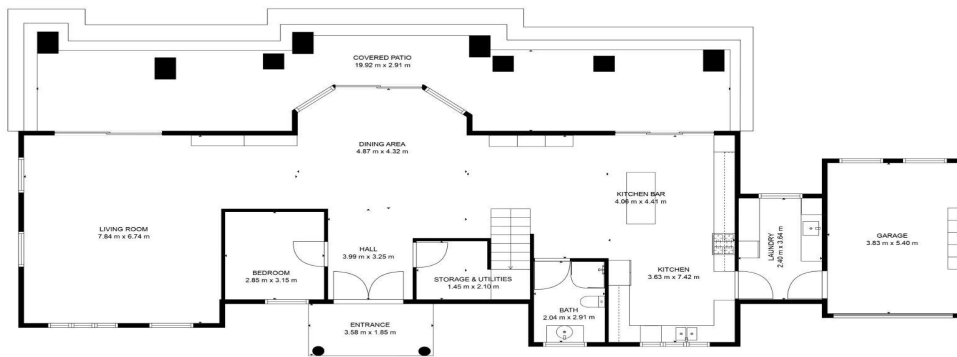 COVERED PATIO
19.92 m x 2.91 m
DINING AREA
4.87 m x 4.32 m
KITCHEN BAR
4.06 m x 4.41 m
LIVING ROOM
7.84 m x 6.74 m
HALL
3.99 m x 3.25 m
BEDROOM
2.85 m x 3.15 m
STORAGE & UTILITIES
1.45 m x 2.10 m
KITCHEN
3.63 m x 7.42 m
LAUNDRY
2.40 m x 3.64 m
GARAGE
3.83 m x 5.40 m
BATH
2.04 m x 2.91 m
ENTRANCE
3.58 m x 1.85 m